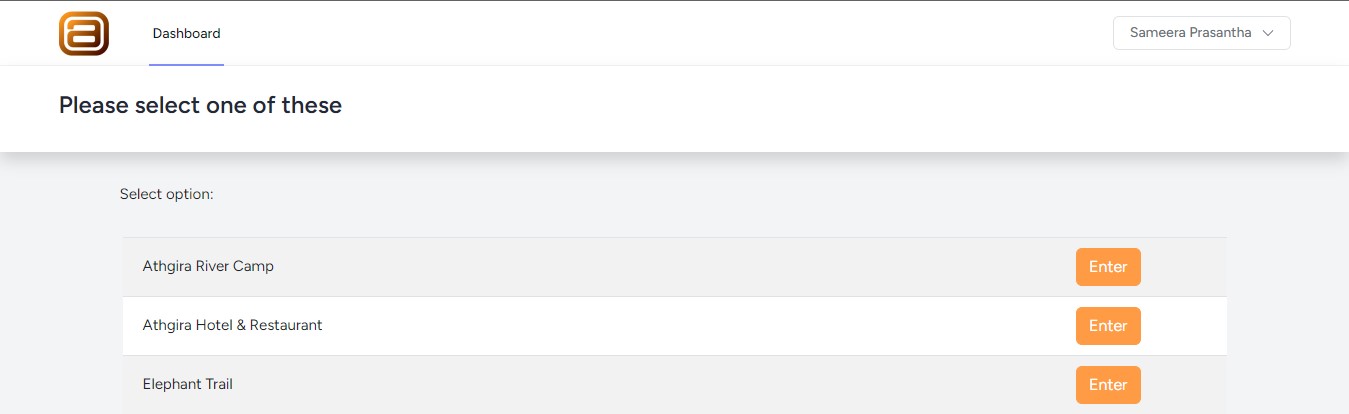 Dashboard
Sameera Prasantha
Please select one of these
Select option:
Athgira River Camp
Enter
Athgira Hotel & Restaurant
Enter
Elephant Trail
Enter